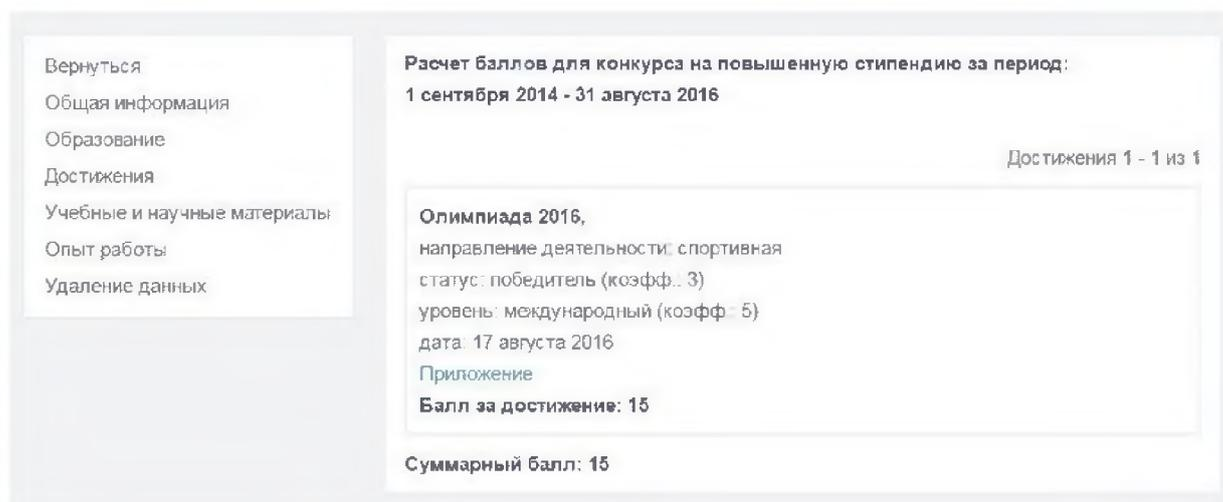 Вернуться
Общая информация
Образование
Достижения
Учебные и научные материалы
Опыт работы
Удаление данных
Расчет баллов для конкурса на повышенную стипендию за период:
1 сентября 2014 - 31 августа 2016
Достижения 1 - 1 из 1
Олимпиада 2016,
направление деятельности: спортивная
статус: победитель (коэфф.: 3)
уровень: международный (коэфф.: 5)
дата: 17 августа 2016
Приложение
Балл за достижение: 15
Суммарный балл: 15